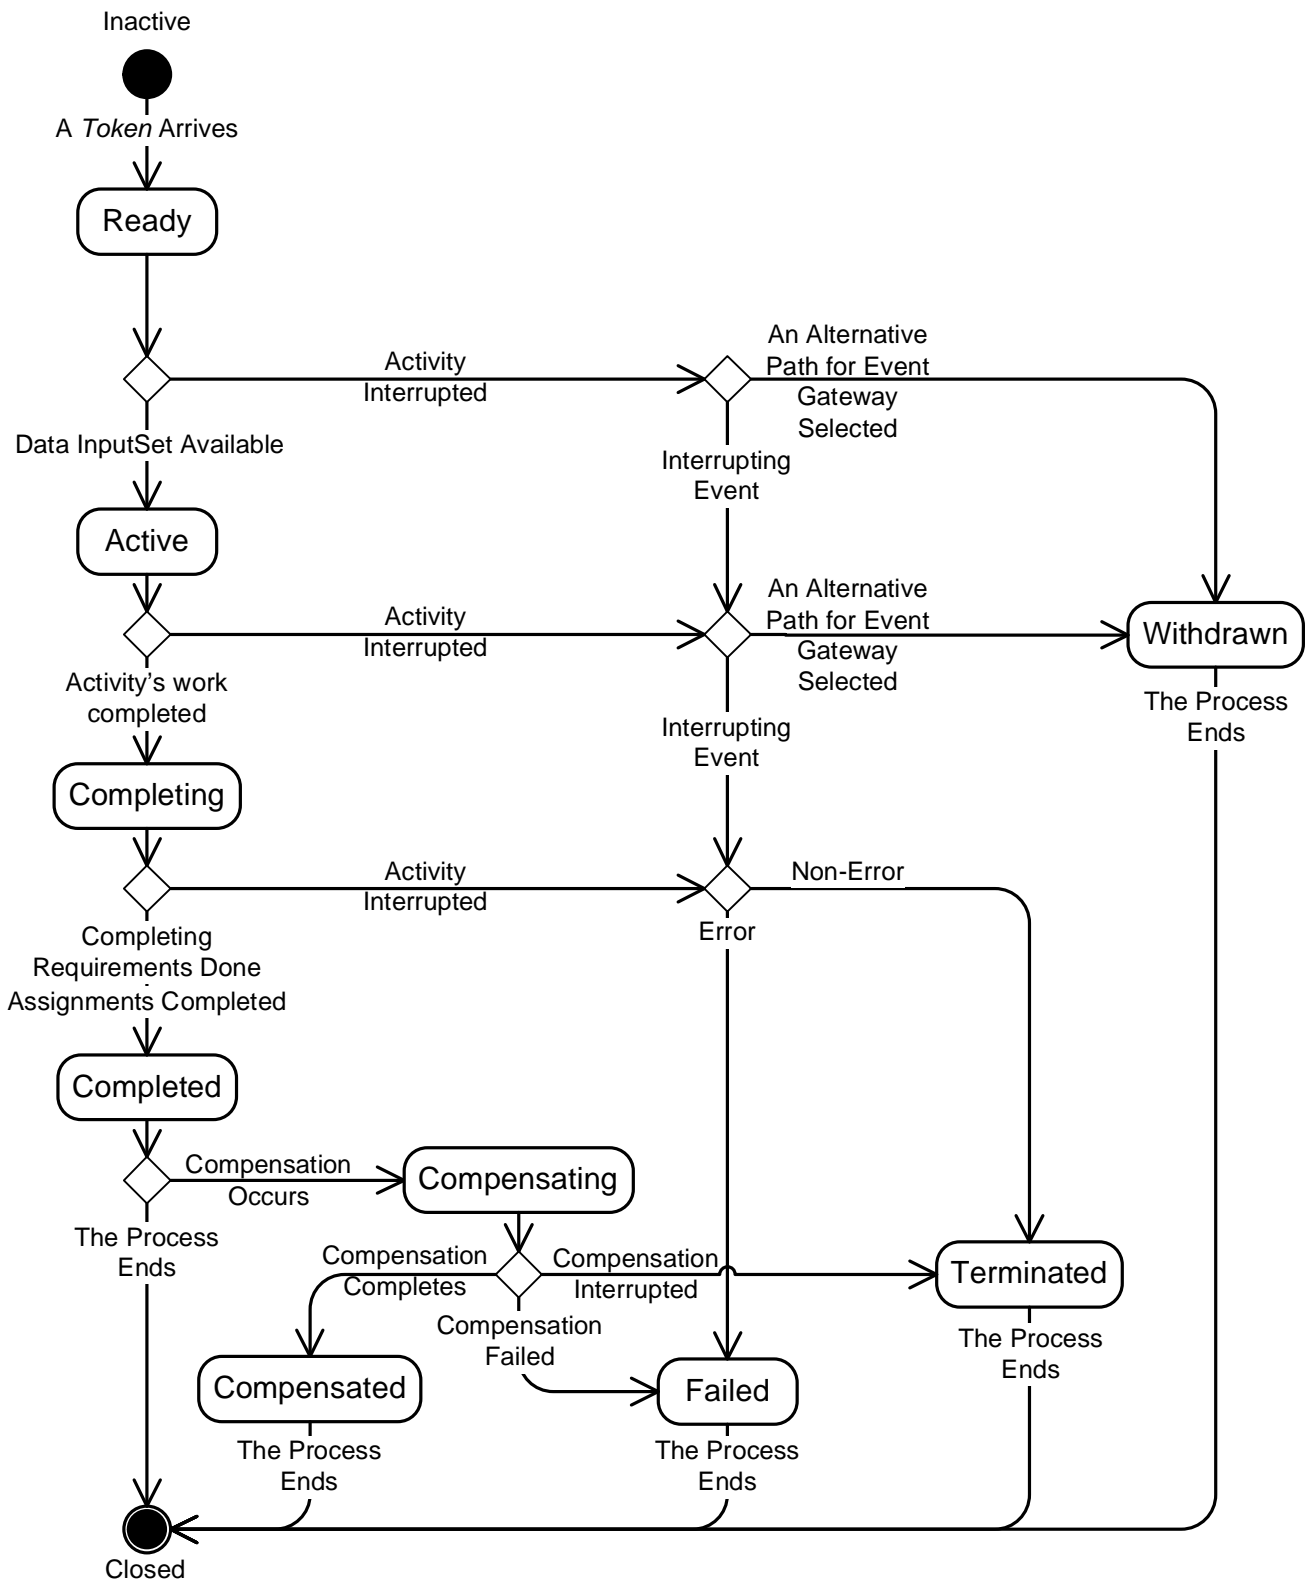 Inactive
A Token Arrives
Ready
An Alternative
Path for Event
Gateway
Selected
Activity
Interrupted
Data InputSet Available
Interrupting
Event
Active
An Alternative
Path for Event
Gateway
Selected
Activity
Interrupted
Withdrawn
Activity's work
completed
The Process
Ends
Interrupting
Event
Completing
Activity
Interrupted
Non-Error
Error
Completing
Requirements Done
Assignments Completed
Completed
Compensation
Occurs
Compensating
The Process
Ends
Compensation
Completes
Compensation
Interrupted
Terminated
Compensation
Failed
The Process
Ends
Compensated
Failed
The Process
Ends
The Process
Ends
Closed